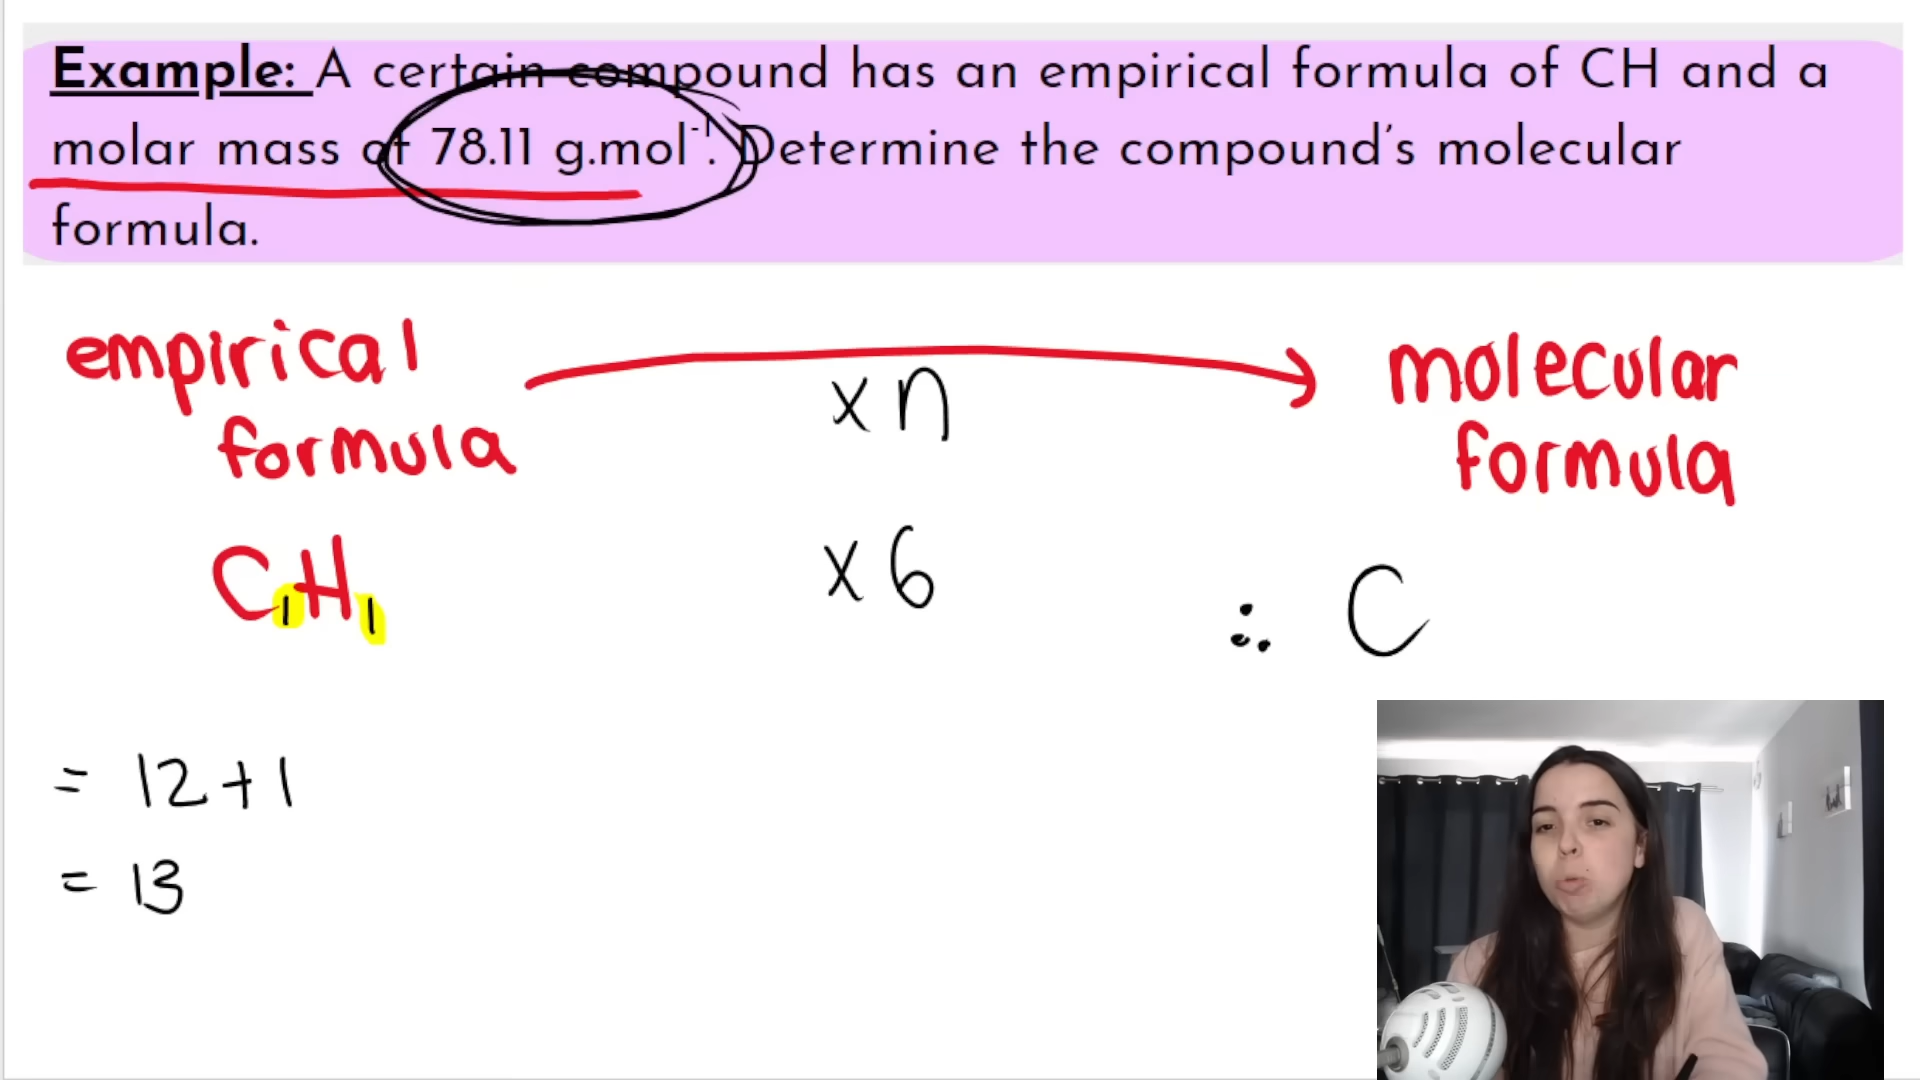 Example: A certain compound has an empirical formula of CH and a
molar mass of 78.11 g.mol⁻¹. Determine the compound’s molecular
formula.
empirical
formula
xn
molecular
formula
C₁H₁
x6
∴ C
= 12+1
= 13